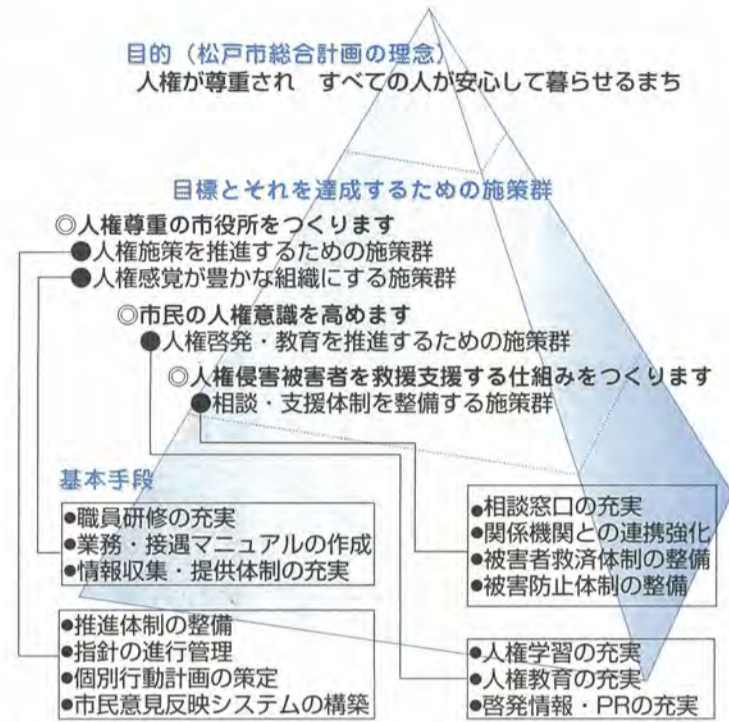 目的（松戸市総合計画の理念）
人権が尊重され　すべての人が安心して暮らせるまち
目標とそれを達成するための施策群
◎人権尊重の市役所をつくります
●人権施策を推進するための施策群
●人権感覚が豊かな組織にする施策群
◎市民の人権意識を高めます
●人権啓発・教育を推進するための施策群
◎人権侵害被害者を救援支援する仕組みをつくります
●相談・支援体制を整備する施策群
基本手段
●職員研修の充実
●業務・接遇マニュアルの作成
●情報収集・提供体制の充実
●相談窓口の充実
●関係機関との連携強化
●被害者救済体制の整備
●被害防止体制の整備
●推進体制の整備
●指針の進行管理
●個別行動計画の策定
●市民意見反映システムの構築
●人権学習の充実
●人権教育の充実
●啓発情報・PRの充実